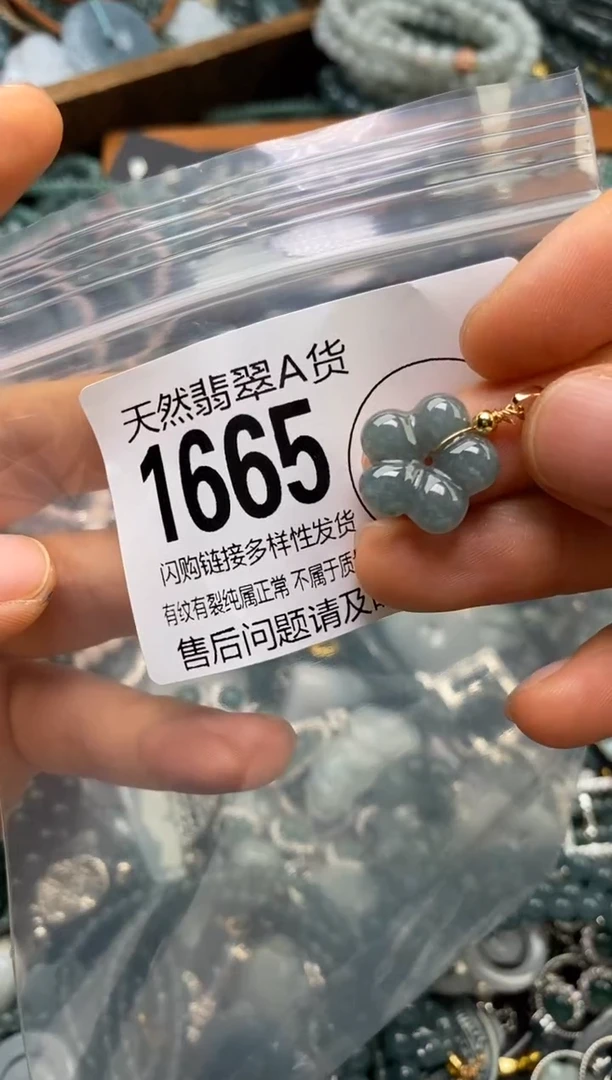 天然翡翠A货
1665
闪购链接多样性发货
有纹有裂纯属正常 不属于质
售后问题请及